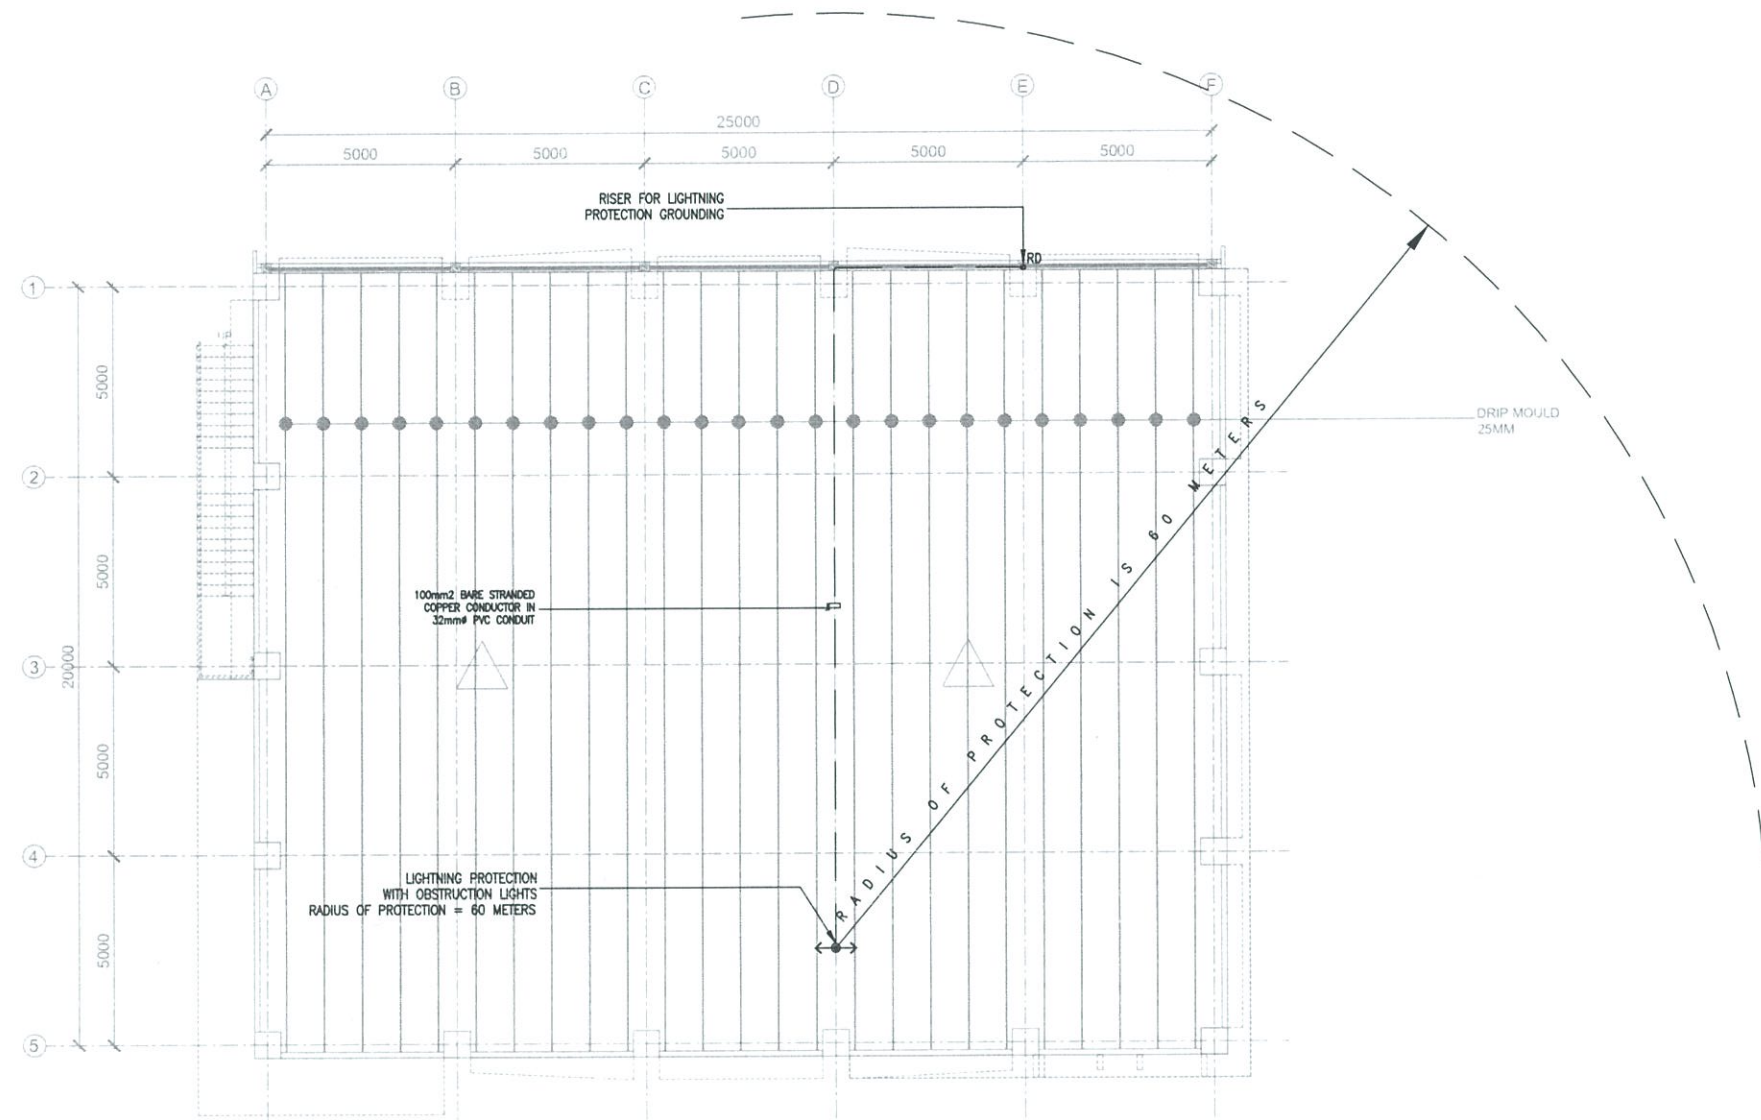 A
B
C
D
E
F
25000
5000
5000
5000
5000
5000
RISER FOR LIGHTNING
PROTECTION GROUNDING
RD
1
5000
DRIP MOULD
25MM
2
5000
100mm2 BARE STRANDED
COPPER CONDUCTOR IN
32mmø PVC CONDUIT
3
20000
5000
4
LIGHTNING PROTECTION
WITH OBSTRUCTION LIGHTS
RADIUS OF PROTECTION = 60 METERS
RADIUS OF PROTECTION IS 60 METERS
5000
5